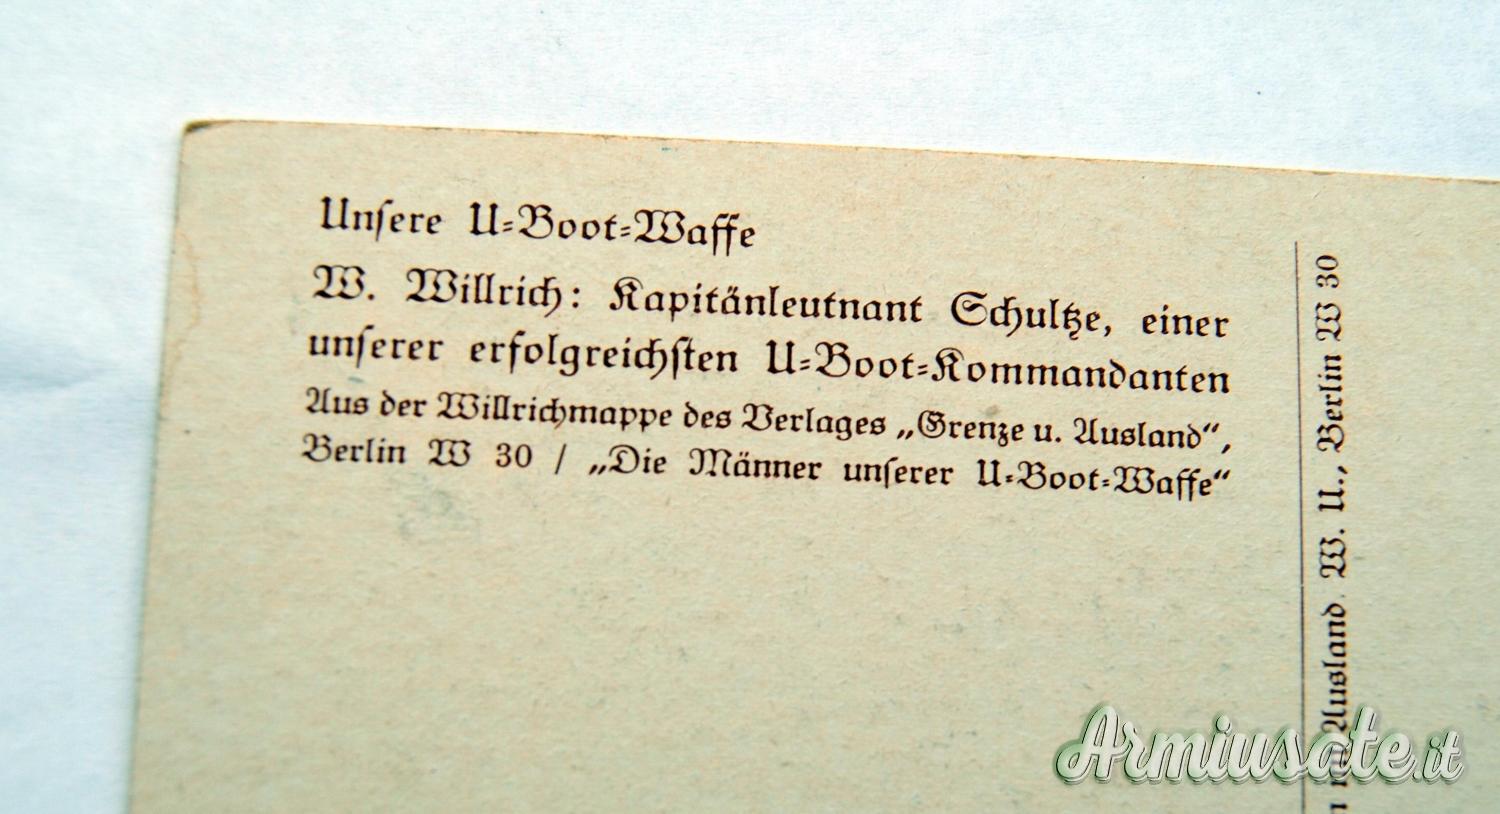 Unsere U-Boot-Waffe
W. Willrich: Kapitänleutnant Schultze, einer
unserer erfolgreichsten U-Boot-Kommandanten
Aus der Willrichmappe des Verlages „Grenze u. Ausland“,
Berlin W 30 / „Die Männer unserer U-Boot-Waffe“
Ausland. W. U., Berlin W 30
Armiusate.it